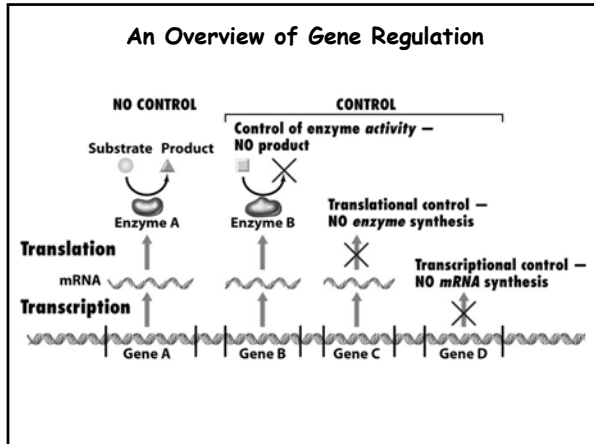 An Overview of Gene Regulation
NO CONTROL
CONTROL
Control of enzyme activity —
NO product
Substrate Product
Enzyme A
Enzyme B
Translational control —
NO enzyme synthesis
Translation
mRNA
Transcriptional control —
NO mRNA synthesis
Transcription
Gene A
Gene B
Gene C
Gene D